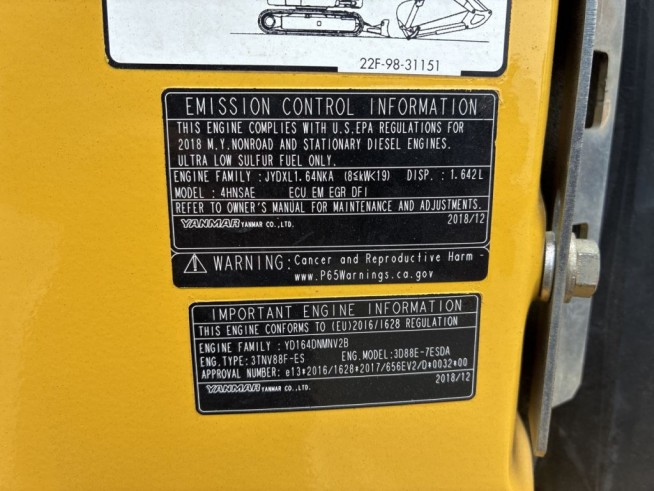 22F-98-31151
EMISSION CONTROL INFORMATION
THIS ENGINE COMPLIES WITH U.S.EPA REGULATIONS FOR
2018 M.Y.NONROAD AND STATIONARY DIESEL ENGINES.
ULTRA LOW SULFUR FUEL ONLY.
ENGINE FAMILY : JYDXL1.64NKA (8≤kW<19) DISP. : 1.642L
MODEL : 4HNSAE ECU EM EGR DFI
REFER TO OWNER'S MANUAL FOR MAINTENANCE AND ADJUSTMENTS.
YANMAR YANMAR CO.,LTD. 2018/12
WARNING: Cancer and Reproductive Harm -
www.P65Warnings.ca.gov
IMPORTANT ENGINE INFORMATION
THIS ENGINE CONFORMS TO (EU)2016/1628 REGULATION
ENGINE FAMILY : YD164DNMNV2B
ENG.TYPE: 3TNV88F-ES ENG.MODEL: 3D88E-7ESDA
APPROVAL NUMBER: e13*2016/1628*2017/656EV2/D*0032*00
YANMAR YANMAR CO.,LTD. 2018/12